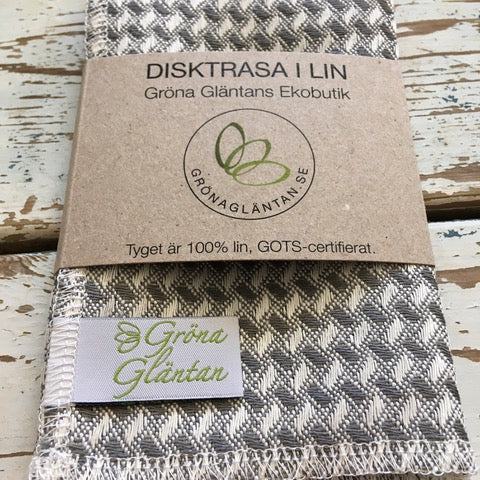 DISKTRASA I LIN
Gröna Gläntans Ekobutik
GRÖNAGLÄNTAN.SE
Tyget är 100% lin, GOTS-certifierat.
Gröna
Gläntan